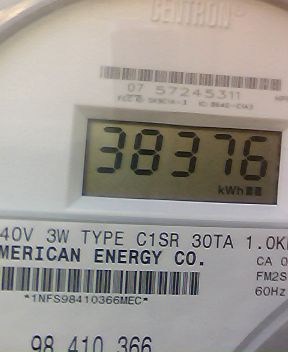 CENTRON®
07 57245311
38376
kWh
40V 3W TYPE C1SR 30TA 1.0K
MERICAN ENERGY CO.
CA 0
FM2S
60Hz
*1NFS98410366MEC*
98 410 366